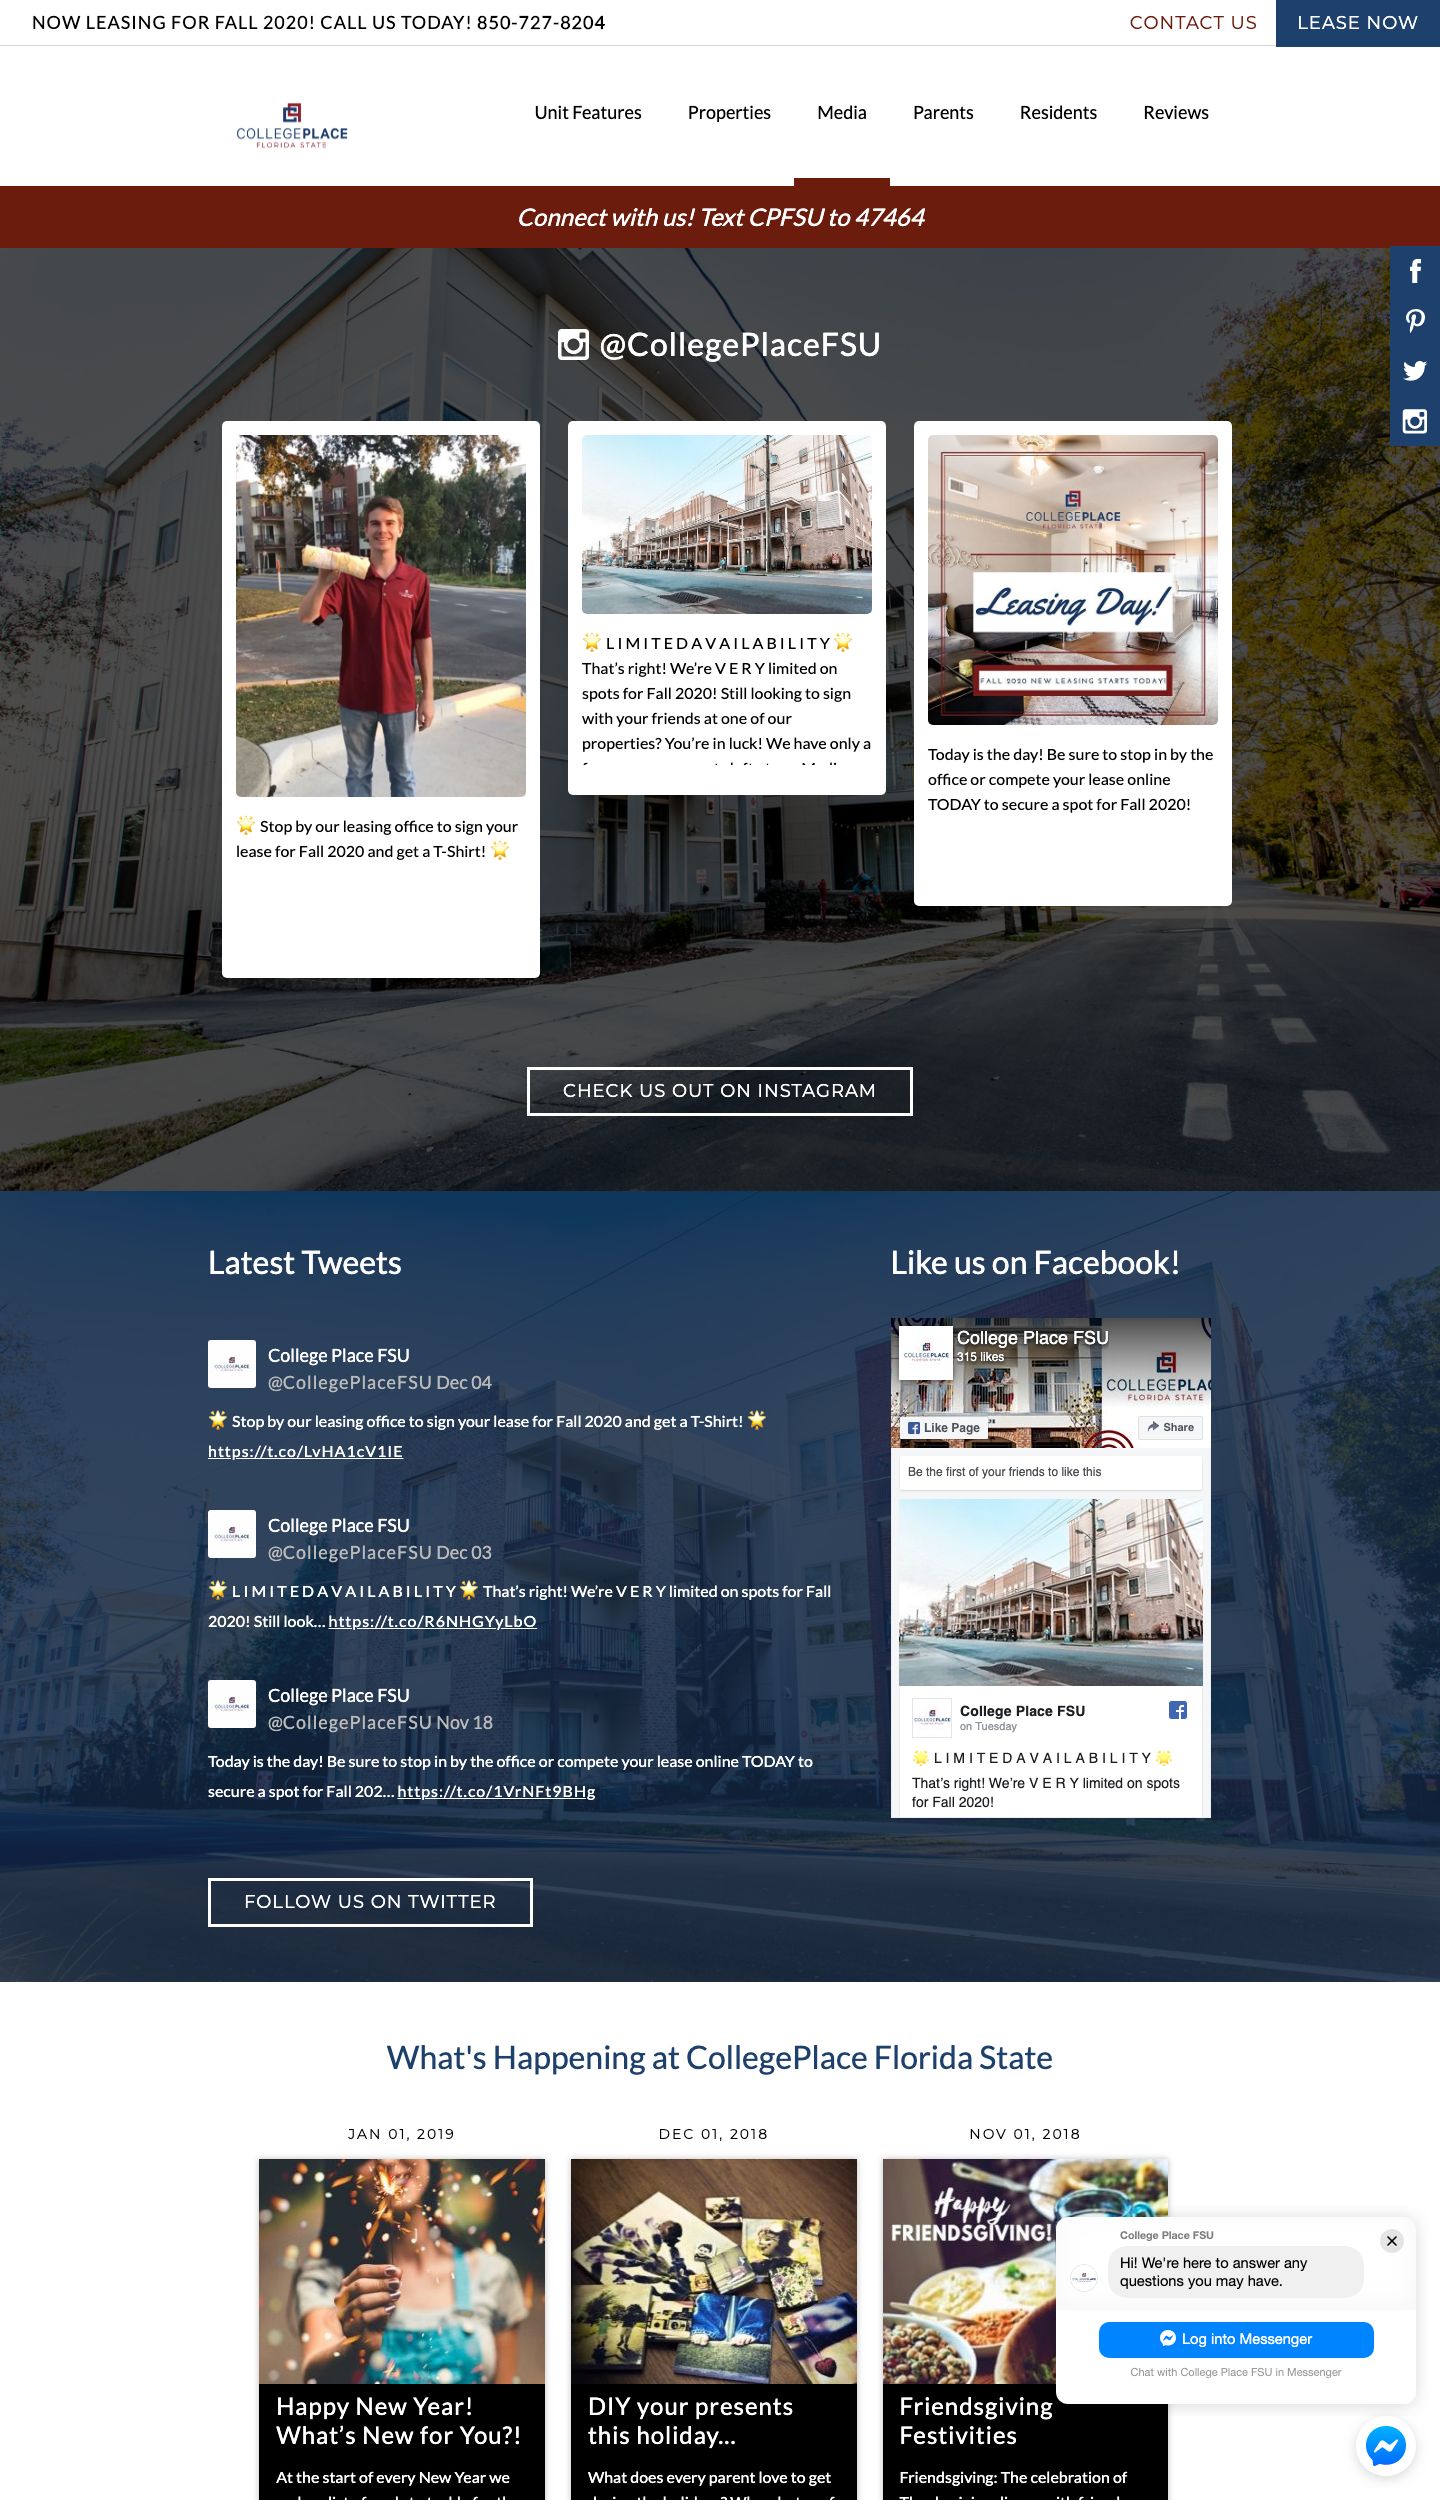 NOW LEASING FOR FALL 2020! CALL US TODAY! 850-727-8204
CONTACT US
LEASE NOW
COLLEGEPLACE
FLORIDA STATE
Unit Features
Properties
Media
Parents
Residents
Reviews
Connect with us! Text CPFSU to 47464
@CollegePlaceFSU
🌟 Stop by our leasing office to sign your
lease for Fall 2020 and get a T-Shirt! 🌟
🌟 L I M I T E D A V A I L A B I L I T Y 🌟
That’s right! We’re V E R Y limited on
spots for Fall 2020! Still looking to sign
with your friends at one of our
properties? You’re in luck! We have only a
COLLEGEPLACE
FLORIDA STATE
Leasing Day!
FALL 2020 NEW LEASING STARTS TODAY!
Today is the day! Be sure to stop in by the
office or compete your lease online
TODAY to secure a spot for Fall 2020!
CHECK US OUT ON INSTAGRAM
Latest Tweets
College Place FSU
@CollegePlaceFSU Dec 04
🌟 Stop by our leasing office to sign your lease for Fall 2020 and get a T-Shirt! 🌟
https://t.co/LvHA1cV1IE
College Place FSU
@CollegePlaceFSU Dec 03
🌟 L I M I T E D A V A I L A B I L I T Y 🌟 That’s right! We’re V E R Y limited on spots for Fall
2020! Still look… https://t.co/R6NHGYyLbO
College Place FSU
@CollegePlaceFSU Nov 18
Today is the day! Be sure to stop in by the office or compete your lease online TODAY to
secure a spot for Fall 202… https://t.co/1VrNFt9BHg
FOLLOW US ON TWITTER
Like us on Facebook!
College Place FSU
315 likes
COLLEGEPLACE
FLORIDA STATE
COLLEGEPLAC
FLORIDA STATE
Like Page
Share
Be the first of your friends to like this
College Place FSU
on Tuesday
🌟 L I M I T E D A V A I L A B I L I T Y 🌟
That’s right! We’re V E R Y limited on spots
for Fall 2020!
What's Happening at CollegePlace Florida State
JAN 01, 2019
Happy New Year!
What’s New for You?!
At the start of every New Year we
DEC 01, 2018
DIY your presents
this holiday...
What does every parent love to get
NOV 01, 2018
Happy
FRIENDSGIVING!
Friendsgiving
Festivities
Friendsgiving: The celebration of
College Place FSU
Hi! We're here to answer any
questions you may have.
Log into Messenger
Chat with College Place FSU in Messenger